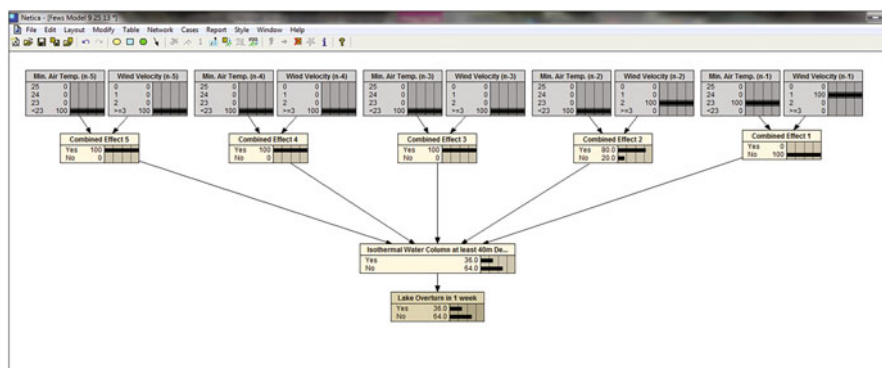 Netica - [Fews Model 9 25 13 *]
File Edit Layout Modify Table Network Cases Report Style Window Help
Min. Air Temp. (n-5)
25 0
24 0
23 0
<23 100
Wind Velocity (n-5)
0 0
1 0
2 0
>=3 100
Min. Air Temp. (n-4)
25 0
24 0
23 0
<23 100
Wind Velocity (n-4)
0 0
1 0
2 0
>=3 100
Min. Air Temp. (n-3)
25 0
24 0
23 0
<23 100
Wind Velocity (n-3)
0 0
1 0
2 0
>=3 100
Min. Air Temp. (n-2)
25 0
24 0
23 0
<23 100
Wind Velocity (n-2)
0 0
1 0
2 100
>=3 0
Min. Air Temp. (n-1)
25 0
24 0
23 100
<23 0
Wind Velocity (n-1)
0 0
1 100
2 0
>=3 0
Combined Effect 5
Yes 100
No 0
Combined Effect 4
Yes 100
No 0
Combined Effect 3
Yes 100
No 0
Combined Effect 2
Yes 80.0
No 20.0
Combined Effect 1
Yes 0
No 100
Isothermal Water Column at least 40m De...
Yes 36.0
No 64.0
Lake Overturn in 1 week
Yes 36.0
No 64.0